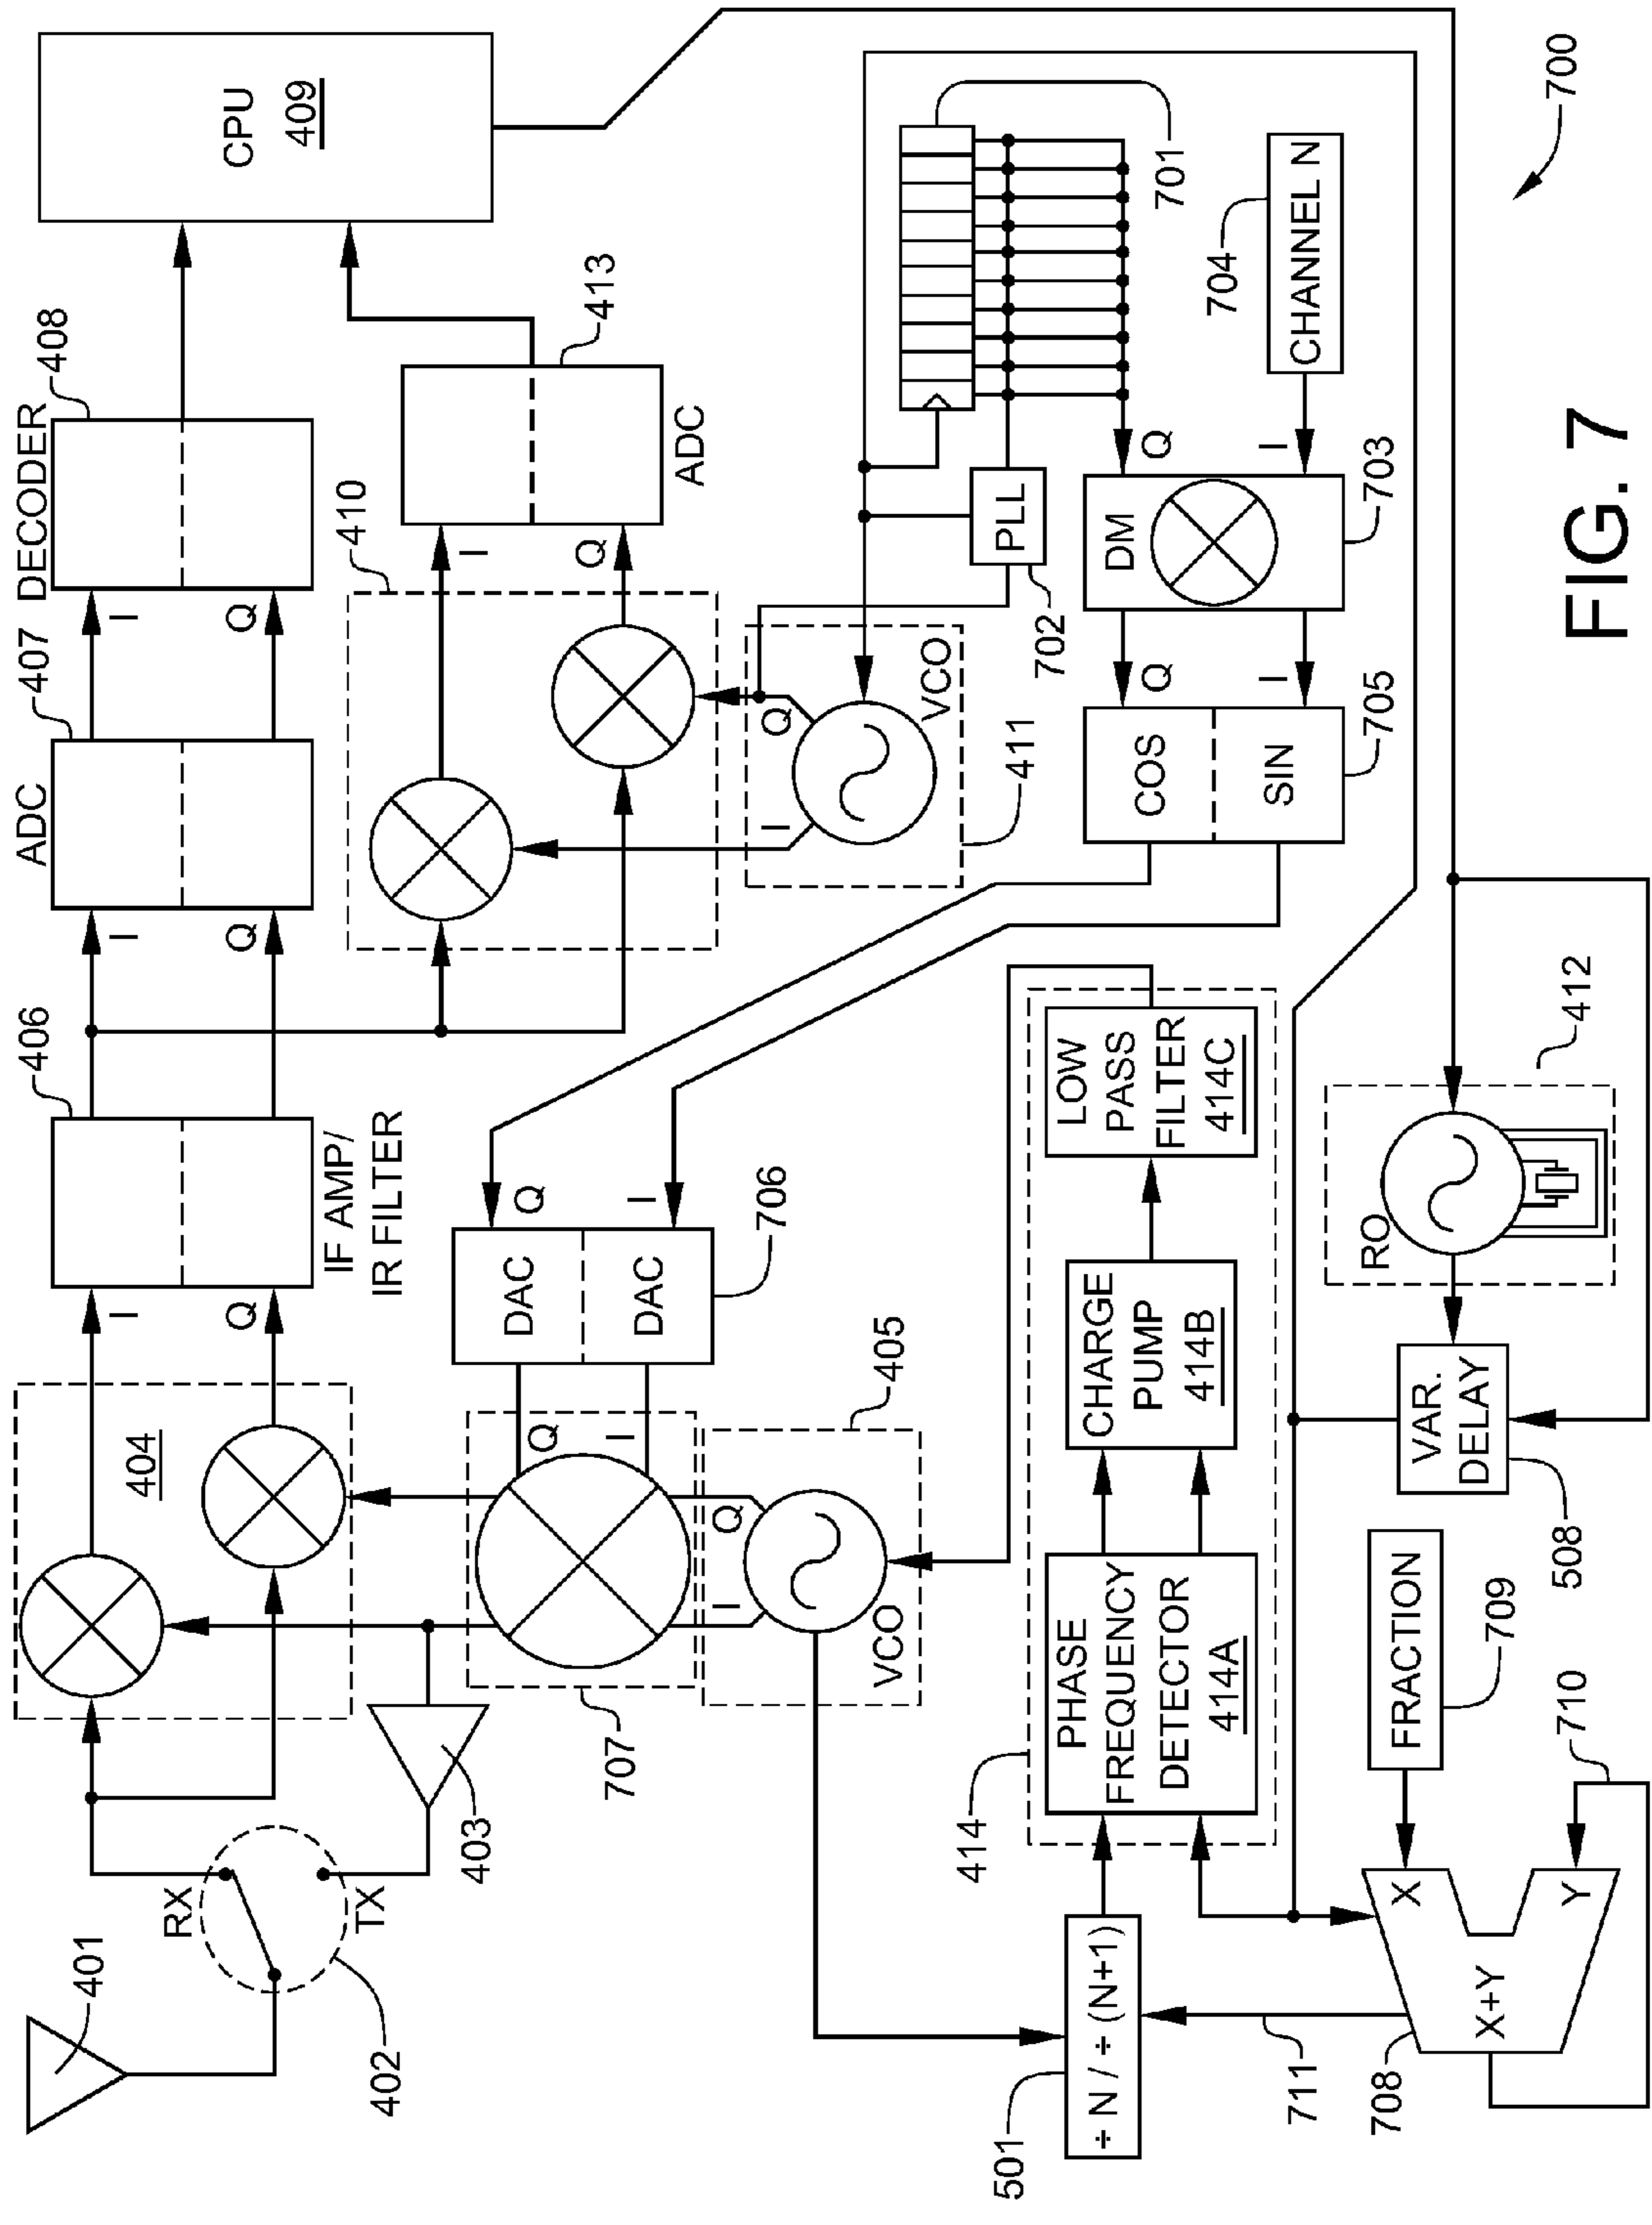 401
RX
402
TX
403
404
I
Q
406
IF AMP/
IR FILTER
I
Q
ADC
407
I
Q
DECODER
408
CPU
409
410
I
Q
413
ADC
707
Q
I
DAC
DAC
Q
I
706
405
Q
I
VCO
I
Q
VCO
411
702
PLL
701
704
CHANNEL N
Q
I
DM
703
Q
I
COS
SIN
705
414
PHASE
FREQUENCY
DETECTOR
414A
CHARGE
PUMP
414B
LOW
PASS
FILTER
414C
501
÷ N / ÷ (N+1)
711
708
X
Y
X+Y
710
FRACTION
709
508
VAR.
DELAY
RO
412
700
FIG. 7